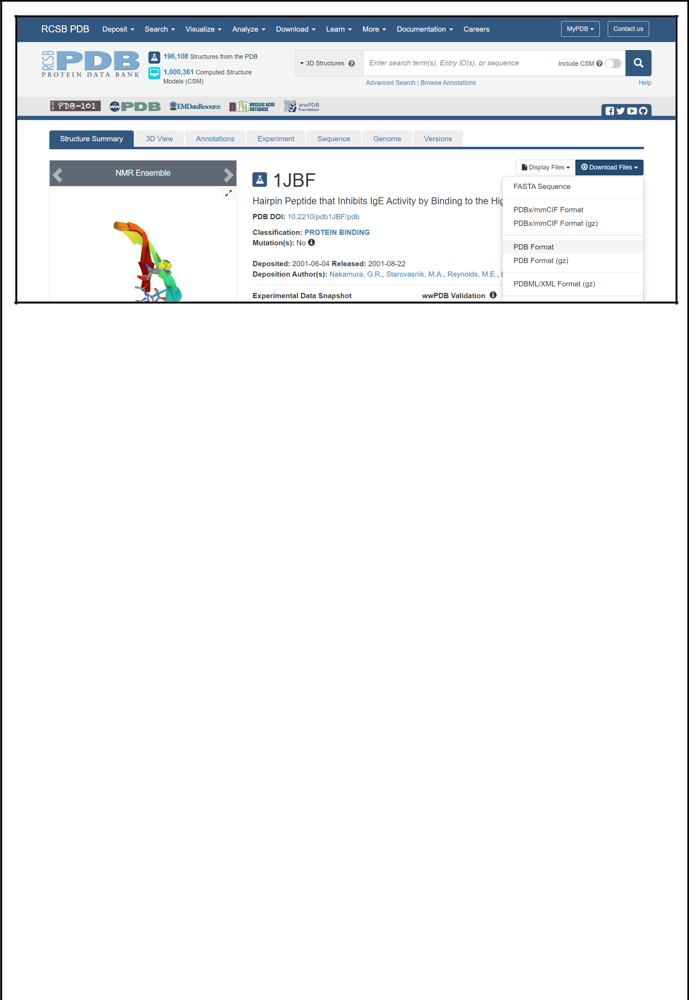 RCSB PDB Deposit Search Visualize Analyze Download Learn More Documentation Careers MyPDB Contact us
RCSB PDB
PROTEIN DATA BANK
196,108 Structures from the PDB
1,000,361 Computed Structure
Models (CSM)
3D Structures
Enter search term(s), Entry ID(s), or sequence
Include CSM
Advanced Search | Browse Annotations
Help
RCSB PDB-101
wwPDB
EMDataResource
ndb NUCLEIC ACID
DATABASE
wwPDB
Foundation
Structure Summary 3D View Annotations Experiment Sequence Genome Versions
NMR Ensemble
Display Files Download Files
1JBF
Hairpin Peptide that Inhibits IgE Activity by Binding to the Hig
PDB DOI: 10.2210/pdb1JBF/pdb
Classification: PROTEIN BINDING
Mutation(s): No
Deposited: 2001-06-04 Released: 2001-08-22
Deposition Author(s): Nakamura, G.R., Starovasnik, M.A., Reynolds, M.E.,
Experimental Data Snapshot
wwPDB Validation
FASTA Sequence
PDBx/mmCIF Format
PDBx/mmCIF Format (gz)
PDB Format
PDB Format (gz)
PDBML/XML Format (gz)